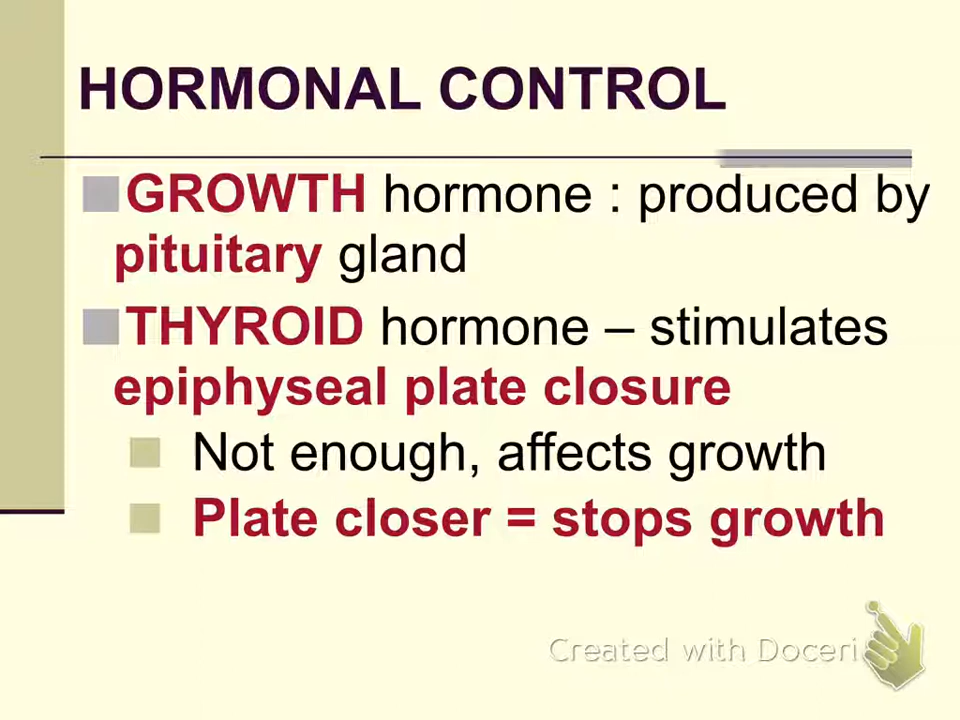 HORMONAL CONTROL
GROWTH hormone : produced by
pituitary gland
THYROID hormone – stimulates
epiphyseal plate closure
Not enough, affects growth
Plate closer = stops growth
Created with Doceri